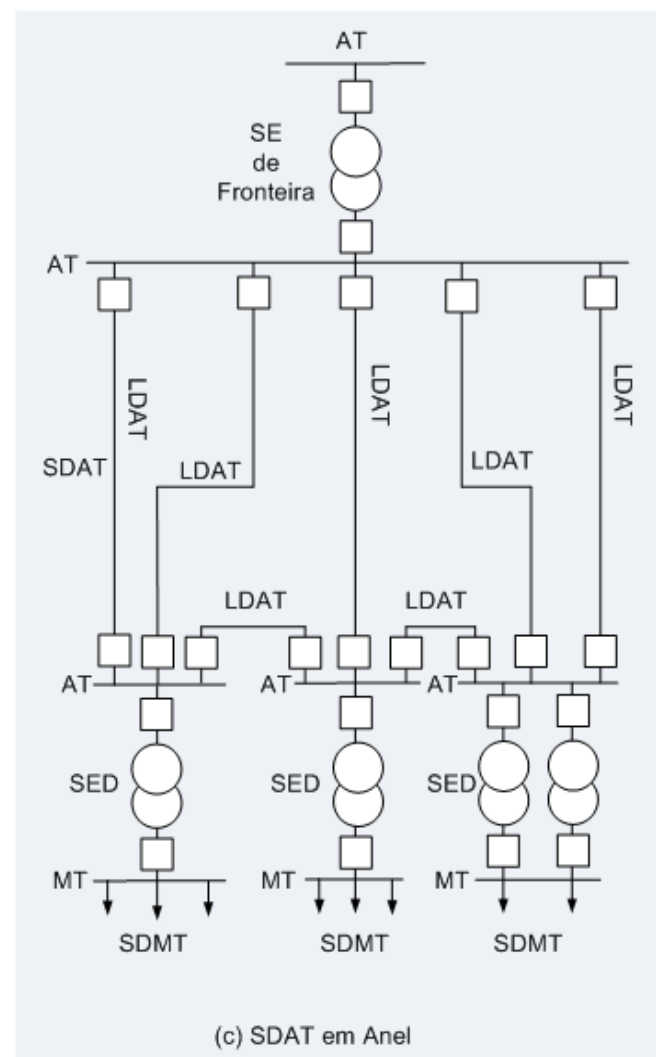 AT
SE
de
Fronteira
AT
LDAT
LDAT
LDAT
SDAT
LDAT
LDAT
LDAT
LDAT
AT
AT
AT
SED
SED
SED
MT
MT
MT
SDMT
SDMT
SDMT
(c) SDAT em Anel